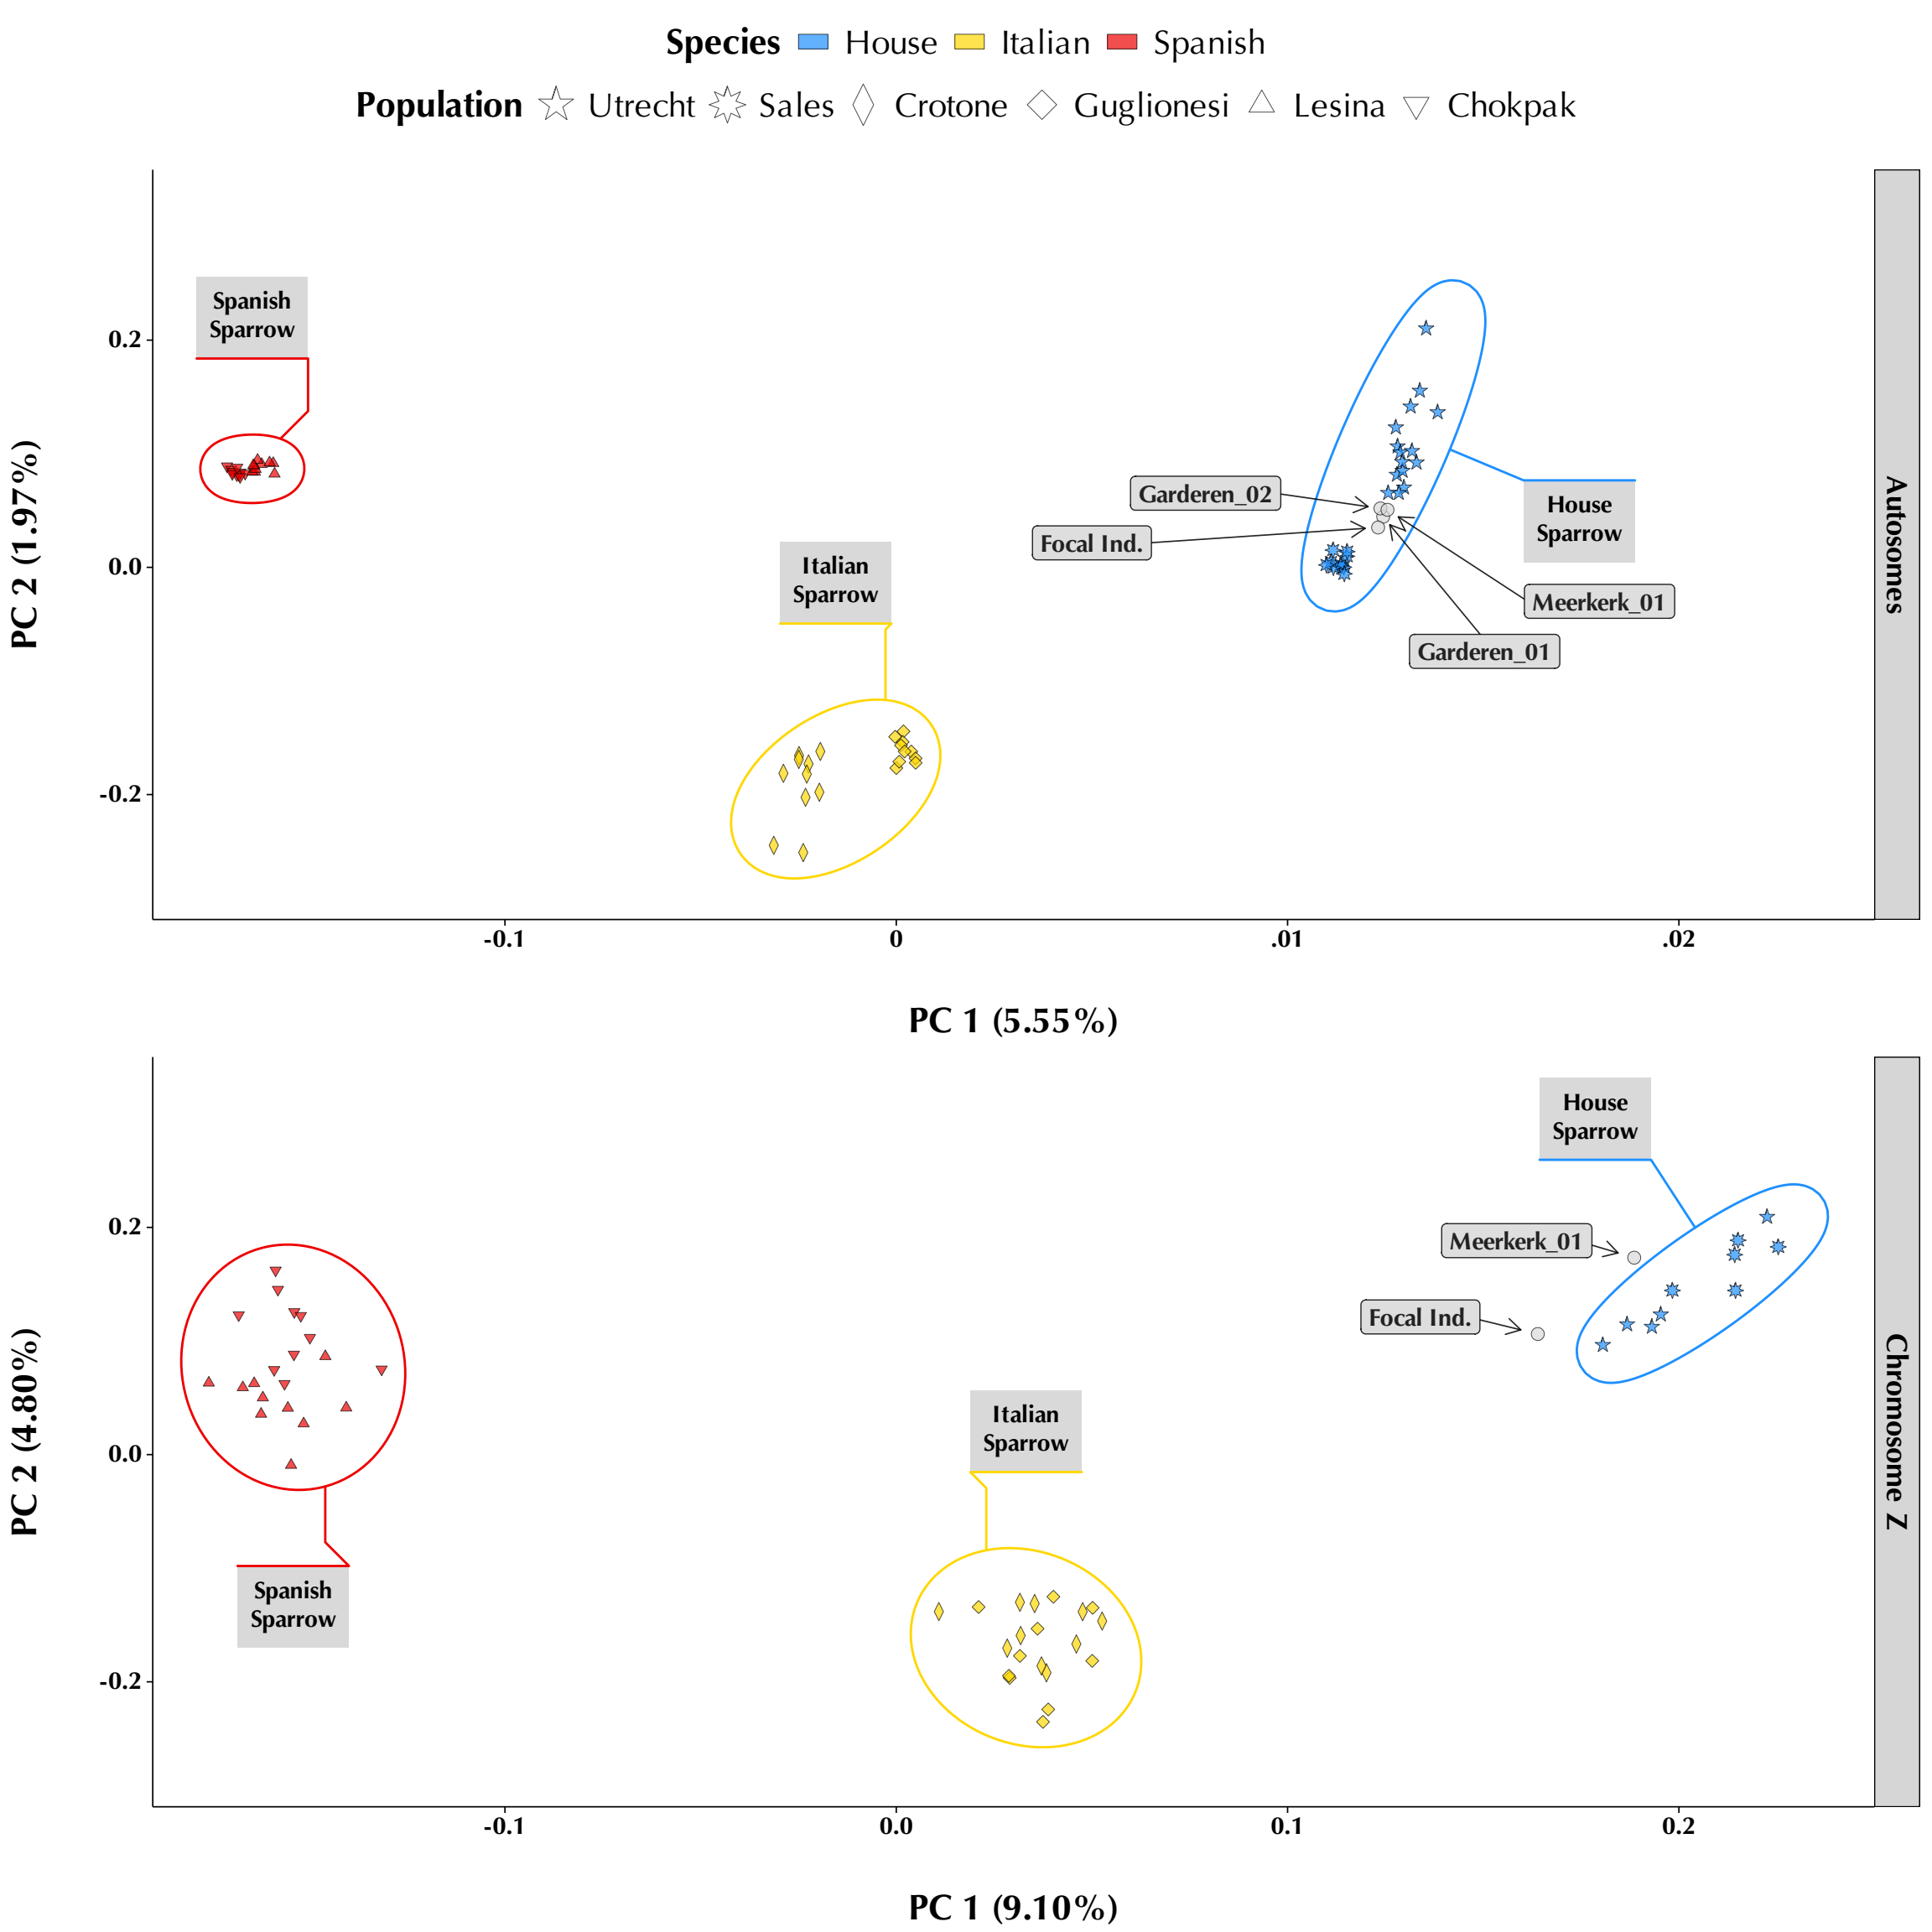 Species House Italian Spanish
Population Utrecht Sales Crotone Guglionesi Lesina Chokpak
Spanish
Sparrow
0.2
Garderen_02
House
Sparrow
Focal Ind.
Italian
Sparrow
0.0
Meerkerk_01
Garderen_01
-0.2
PC 2 (1.97%)
Autosomes
-0.1 0 .01 .02
PC 1 (5.55%)
House
Sparrow
0.2
Meerkerk_01
Focal Ind.
Italian
Sparrow
0.0
Spanish
Sparrow
-0.2
PC 2 (4.80%)
Chromosome Z
-0.1 0.0 0.1 0.2
PC 1 (9.10%)